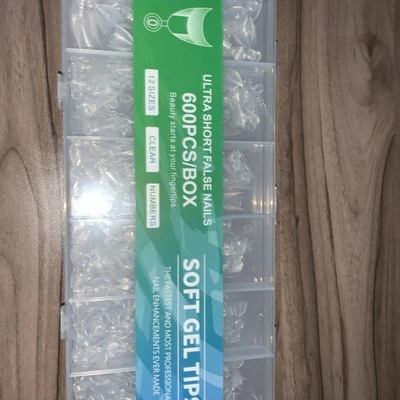 0
ULTRA SHORT FALSE NAILS
600PCS/BOX
Beauty starts at your fingertips
12 SIZES
CLEAR
NUMBERS
SOFT GEL TIPS
THE FASTEST AND MOST PROFESSIONAL
NAIL ENHANCEMENTS EVER MADE